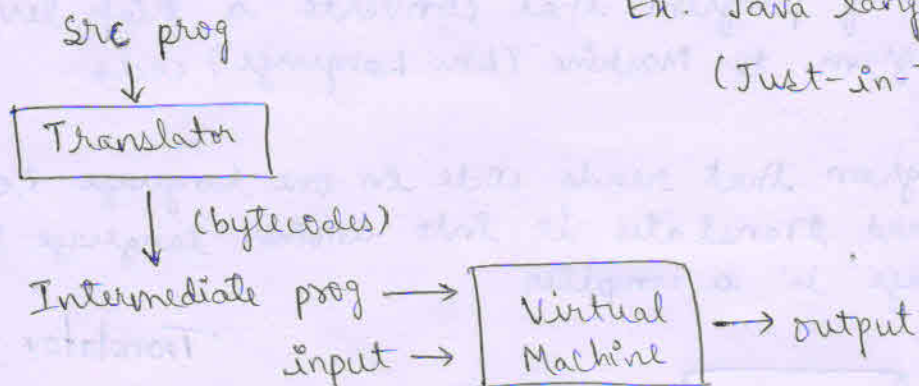 Ex Java lang
src prog
(Just-in-
Translator
(bytecodes)
Intermediate prog
Virtual
Machine
output
input